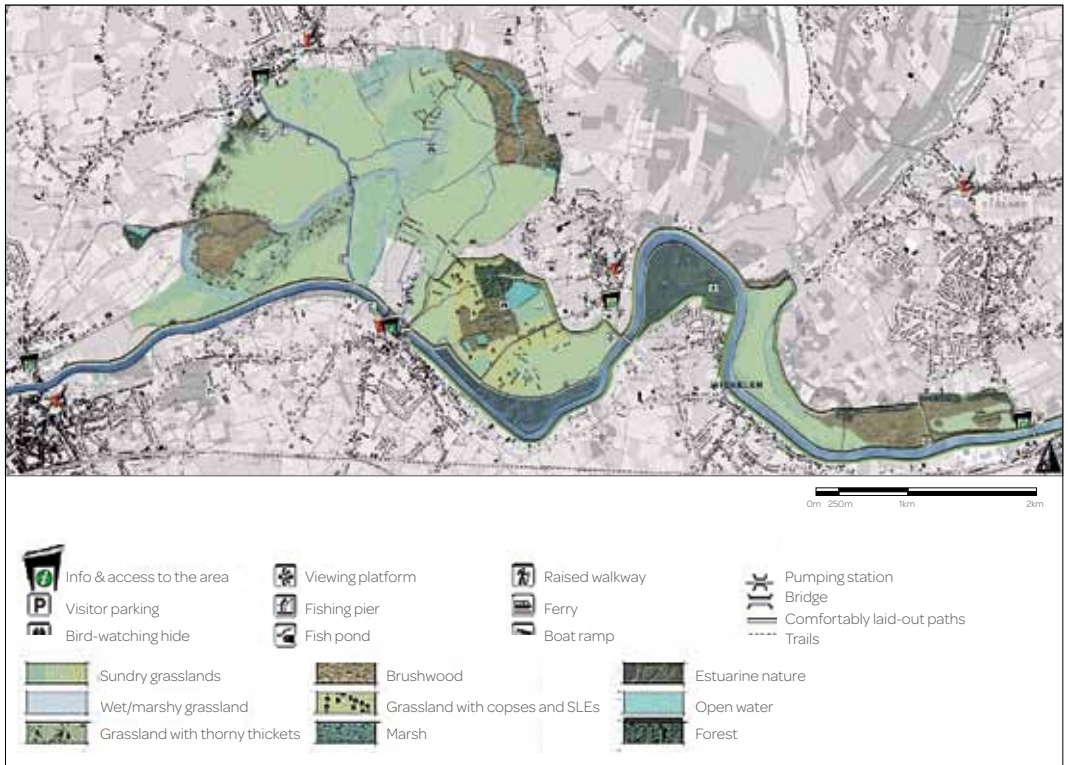 0m 250m 1km 2km
Info & access to the area
Viewing platform
Raised walkway
Pumping station
P
Visitor parking
Fishing pier
Ferry
Bridge
Comfortably laid-out paths
Bird-watching hide
Fish pond
Boat ramp
Trails
Sundry grasslands
Brushwood
Estuarine nature
Wet/marshy grassland
Grassland with copses and SLEs
Open water
Grassland with thorny thickets
Marsh
Forest